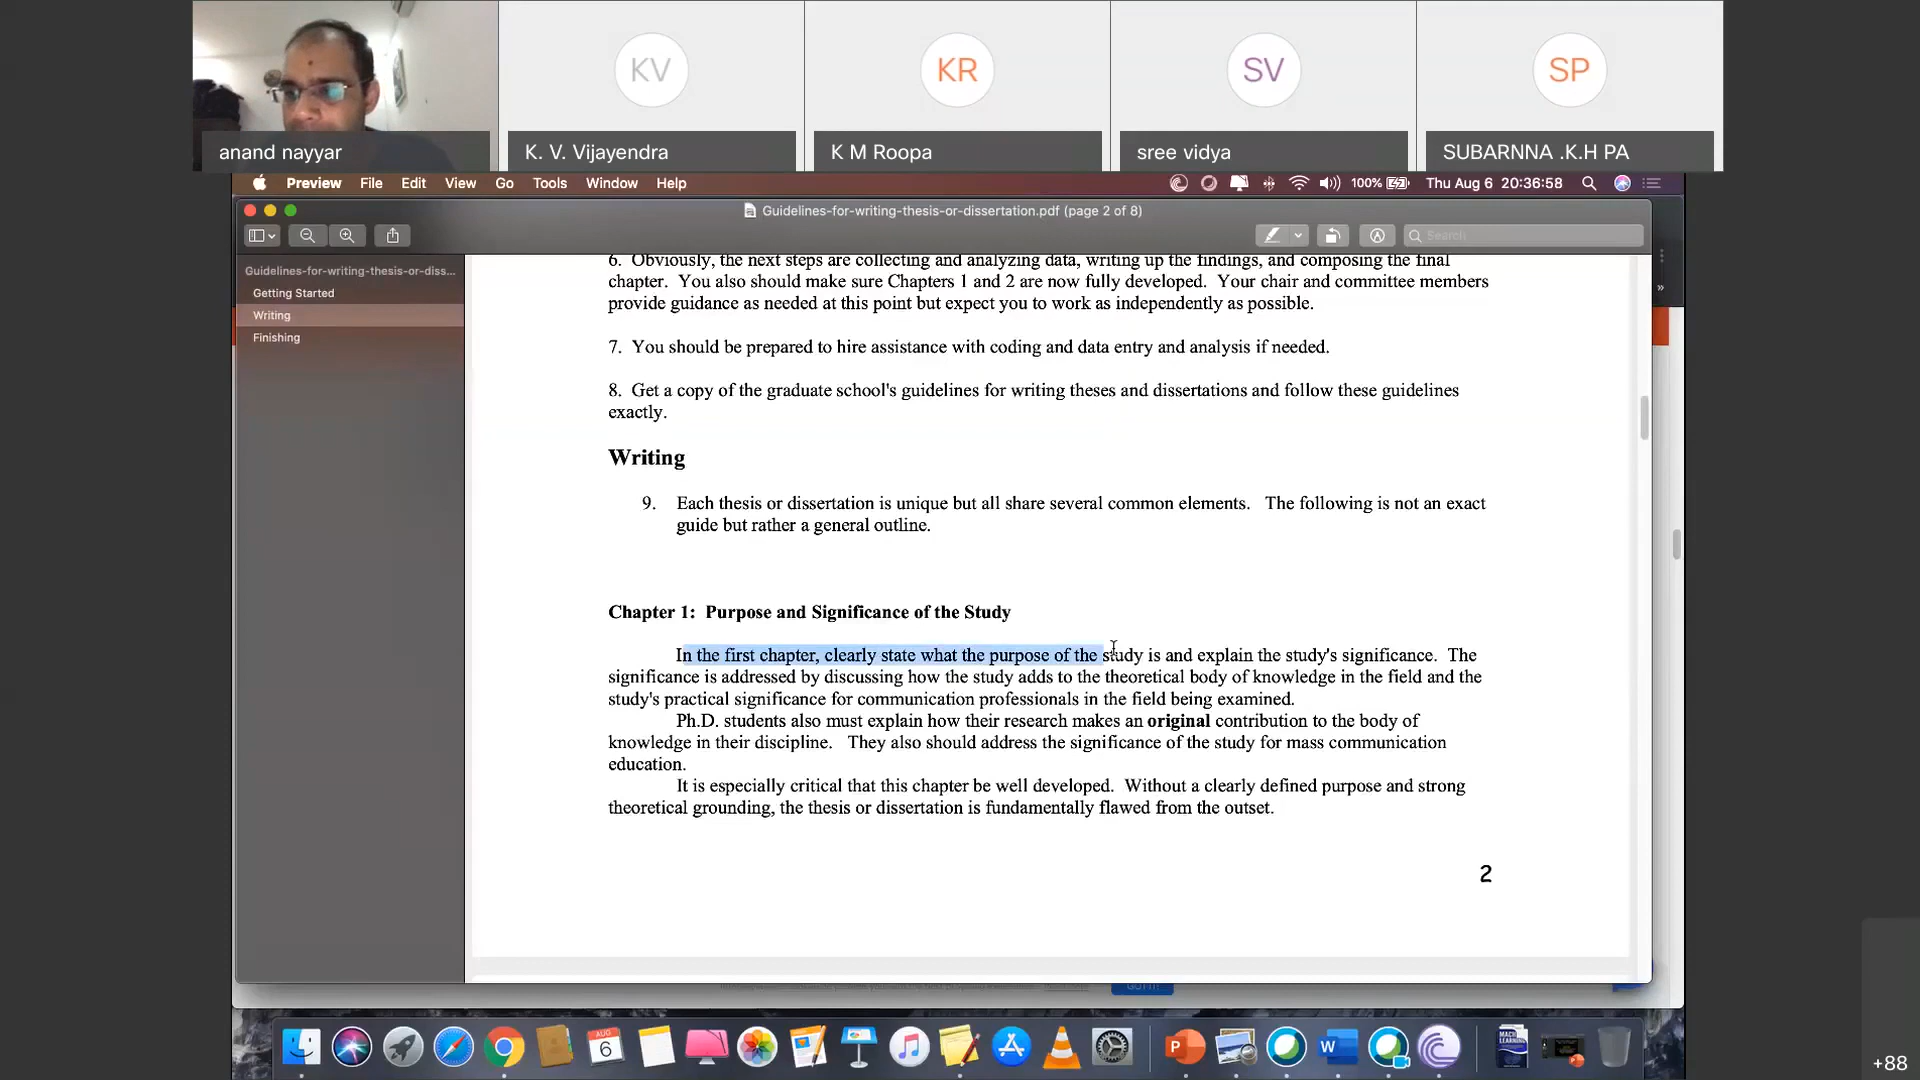 KV
KR
SV
SP
anand nayyar
K. V. Vijayendra
K M Roopa
sree vidya
SUBARNNA .K.H PA
Preview File Edit View Go Tools Window Help
100% Thu Aug 6 20:36:58
Guidelines-for-writing-thesis-or-dissertation.pdf (page 2 of 8)
Search
Guidelines-for-writing-thesis-or-diss...
Getting Started
Writing
Finishing
6. Obviously, the next steps are collecting and analyzing data, writing up the findings, and composing the final
chapter. You also should make sure Chapters 1 and 2 are now fully developed. Your chair and committee members
provide guidance as needed at this point but expect you to work as independently as possible.
7. You should be prepared to hire assistance with coding and data entry and analysis if needed.
8. Get a copy of the graduate school's guidelines for writing theses and dissertations and follow these guidelines
exactly.
Writing
9. Each thesis or dissertation is unique but all share several common elements. The following is not an exact
guide but rather a general outline.
Chapter 1: Purpose and Significance of the Study
In the first chapter, clearly state what the purpose of the study is and explain the study's significance. The
significance is addressed by discussing how the study adds to the theoretical body of knowledge in the field and the
study's practical significance for communication professionals in the field being examined.
Ph.D. students also must explain how their research makes an original contribution to the body of
knowledge in their discipline. They also should address the significance of the study for mass communication
education.
It is especially critical that this chapter be well developed. Without a clearly defined purpose and strong
theoretical grounding, the thesis or dissertation is fundamentally flawed from the outset.
2
AUG
6
P
W
+88